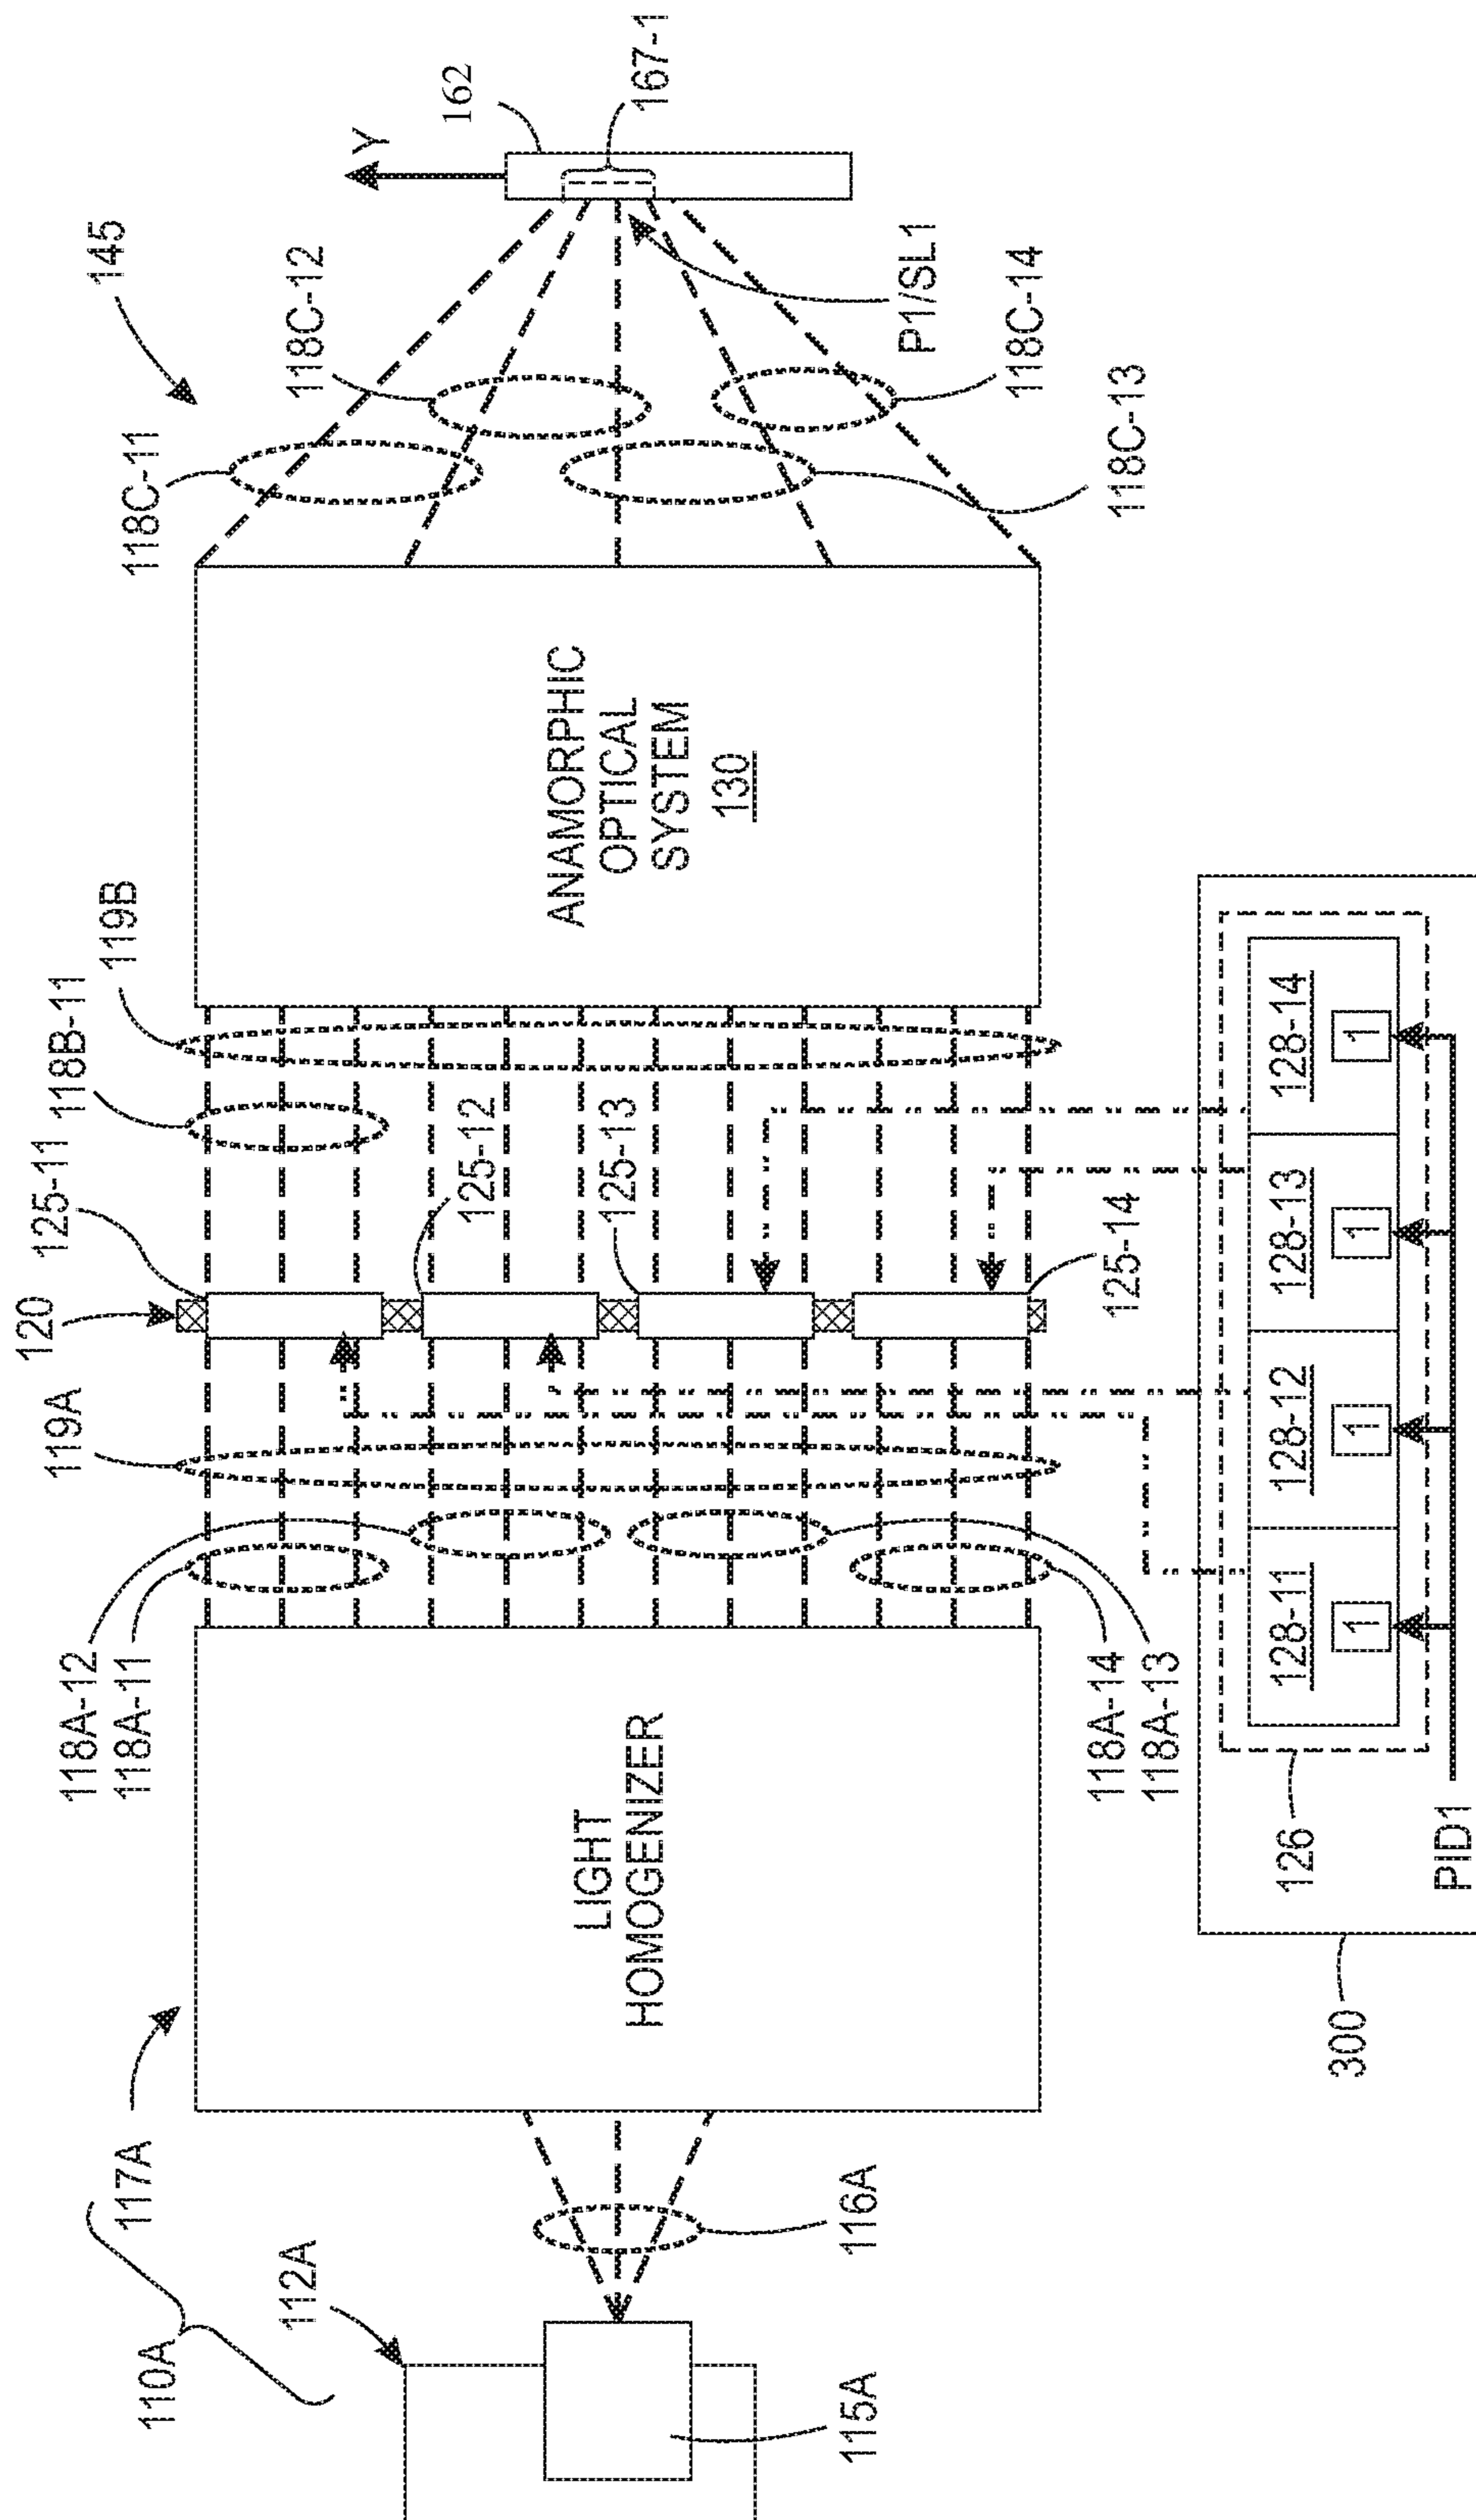 110A
117A
112A
115A
116A
LIGHT
HOMOGENIZER
118A-12
118A-11
118A-14
118A-13
119A
120
125-11
118B-11
119B
125-12
125-13
125-14
ANAMORPHIC
OPTICAL
SYSTEM
130
118C-11
118C-12
118C-13
118C-14
145
P1/SL1
Y
162
167-1
300
126
PID1
128-11
1
128-12
1
128-13
1
128-14
1